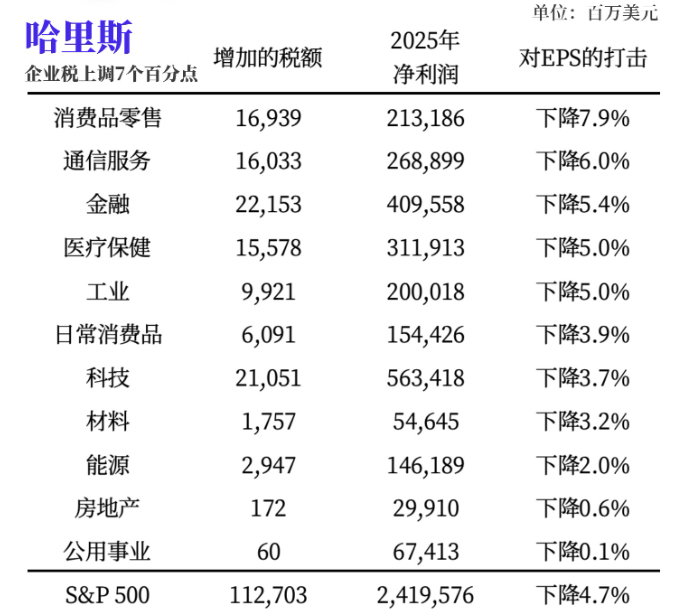 单位：百万美元
哈里斯
企业税上调7个百分点
增加的税额
2025年
净利润
对EPS的打击
消费品零售 16,939 213,186 下降7.9%
通信服务 16,033 268,899 下降6.0%
金融 22,153 409,558 下降5.4%
医疗保健 15,578 311,913 下降5.0%
工业 9,921 200,018 下降5.0%
日常消费品 6,091 154,426 下降3.9%
科技 21,051 563,418 下降3.7%
材料 1,757 54,645 下降3.2%
能源 2,947 146,189 下降2.0%
房地产 172 29,910 下降0.6%
公用事业 60 67,413 下降0.1%
S&P 500 112,703 2,419,576 下降4.7%